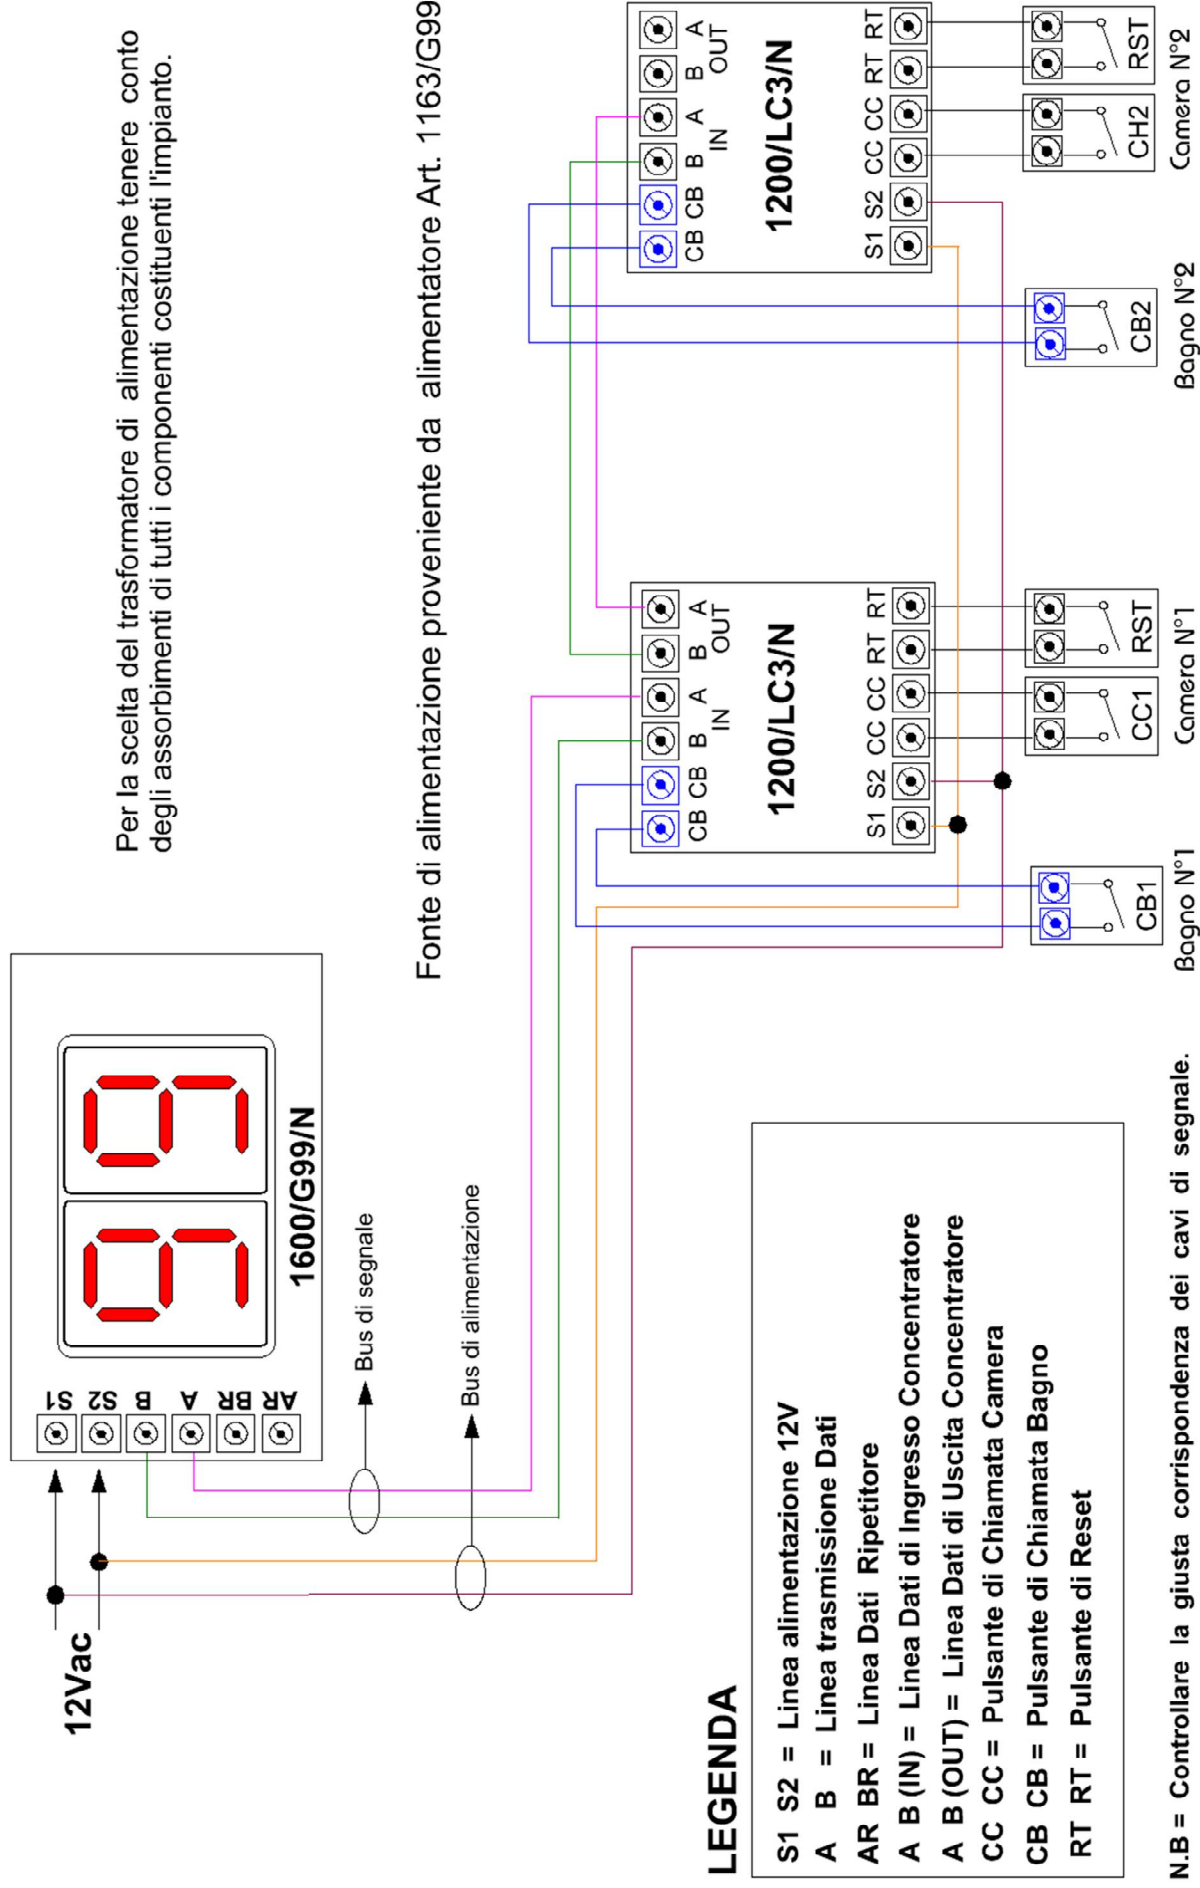 12Vac
S1
S2
B
A
BR
AR
99
1600/G99/N
Per la scelta del trasformatore di alimentazione tenere conto
degli assorbimenti di tutti i componenti costituenti l'impianto.
Bus di segnale
Bus di alimentazione
Fonte di alimentazione proveniente da alimentatore Art. 1163/G99
CB CB B A B A
IN OUT
1200/LC3/N
S1 S2 CC CC RT RT
CB1 CC1 RST
Bagno N°1 Camera N°1
CB CB B A B A
IN OUT
1200/LC3/N
S1 S2 CC CC RT RT
CB2 CH2 RST
Bagno N°2 Camera N°2
LEGENDA
S1 S2 = Linea alimentazione 12V
A B = Linea trasmissione Dati
AR BR = Linea Dati Ripetitore
A B (IN) = Linea Dati di Ingresso Concentratore
A B (OUT) = Linea Dati di Uscita Concentratore
CC CC = Pulsante di Chiamata Camera
CB CB = Pulsante di Chiamata Bagno
RT RT = Pulsante di Reset
N.B = Controllare la giusta corrispondenza dei cavi di segnale.